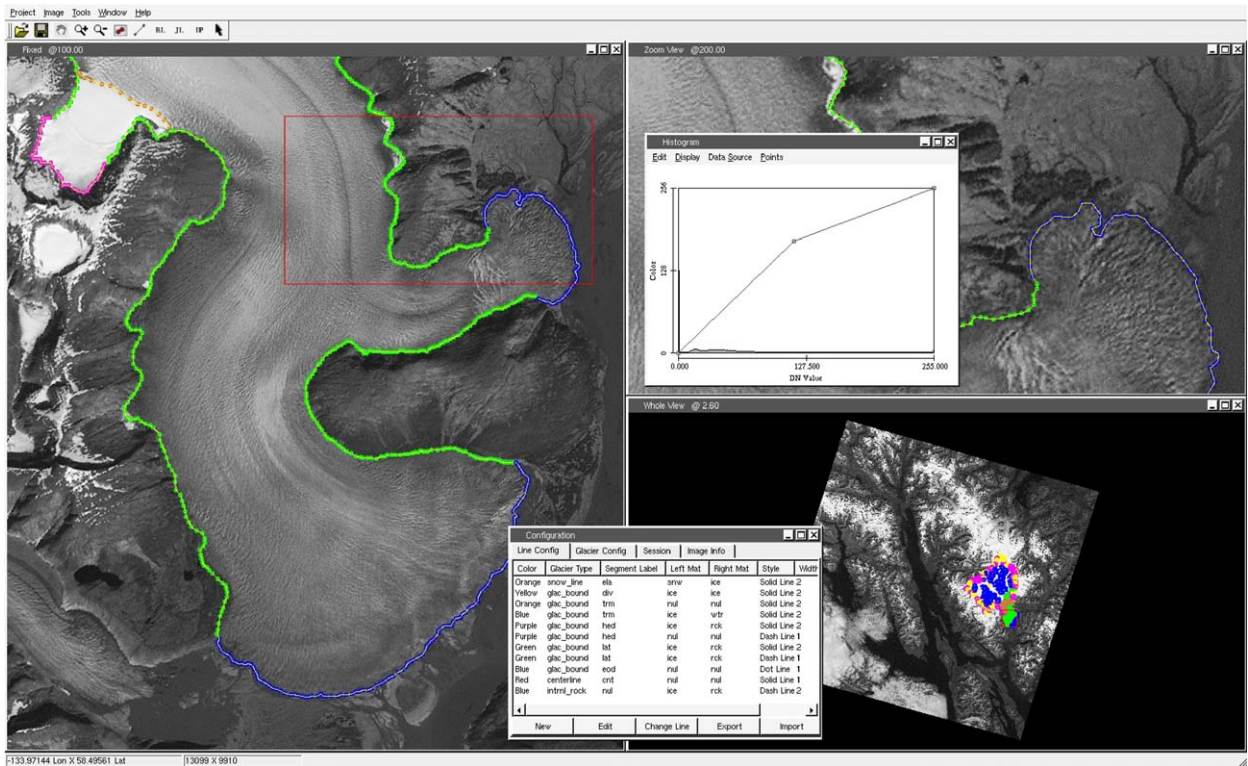 Project Image Tools Window Help
BL JL IP
Fixed @100.00
Zoom View @200.00
Histogram
Edit Display Data Source Points
256
128
0
Color
0.000 127.500 255.000
DN Value
Whole View @ 2.60
Configuration
Line Config Glacier Config Session Image Info
Color Glacier Type Segment Label Left Mat Right Mat Style Width
Orange snow_line ela snw ice Solid Line 2
Yellow glac_bound div ice ice Solid Line 2
Orange glac_bound trm nul nul Solid Line 2
Blue glac_bound trm ice wtr Solid Line 2
Purple glac_bound hed ice rck Solid Line 2
Purple glac_bound hed nul nul Dash Line 1
Green glac_bound lat ice rck Solid Line 2
Green glac_bound lat ice rck Dash Line 1
Blue glac_bound eod nul nul Dot Line 1
Red centerline cnt nul nul Solid Line 1
Blue intrnl_rock nul ice rck Dash Line 2
New Edit Change Line Export Import
-133.97144 Lon X 58.49561 Lat 13099 X 9910